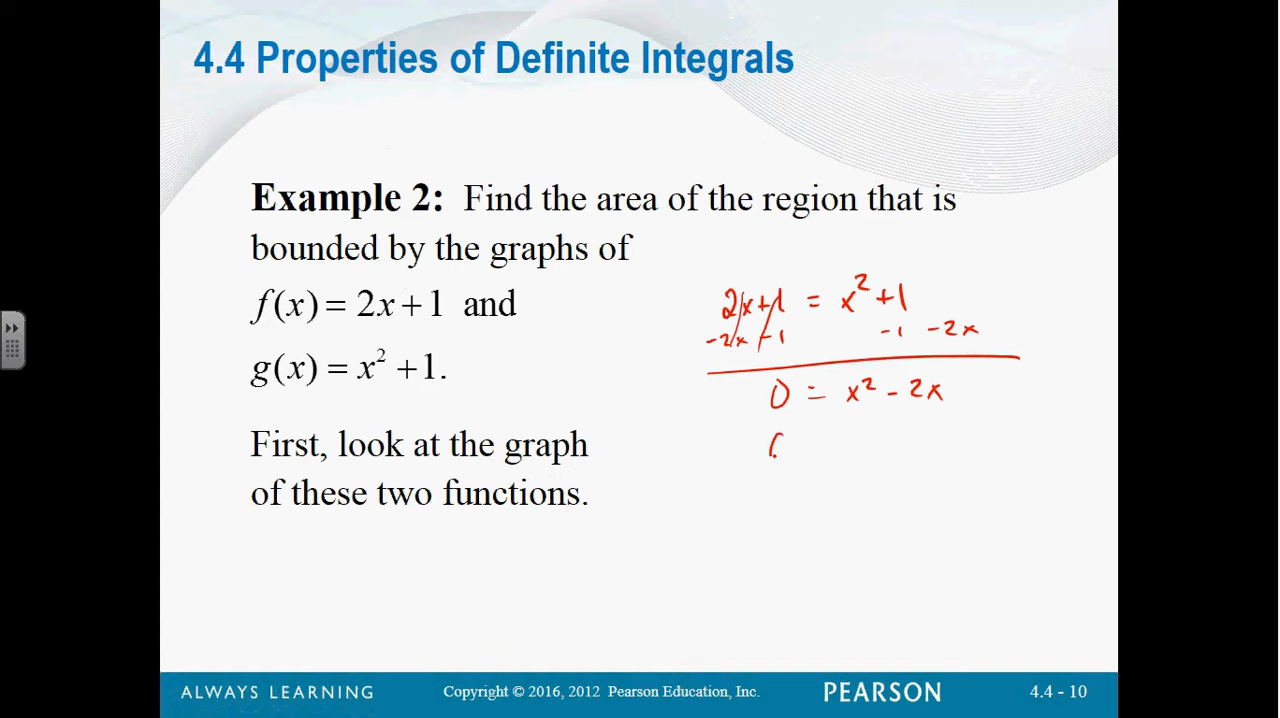 4.4 Properties of Definite Integrals
Example 2: Find the area of the region that is
bounded by the graphs of
f(x) = 2x + 1 and
g(x) = x² + 1.
First, look at the graph
of these two functions.
2x+1 = x² +1
-2x -1 -1 -2x
0 = x² - 2x
ALWAYS LEARNING
Copyright © 2016, 2012 Pearson Education, Inc.
PEARSON
4.4 - 10